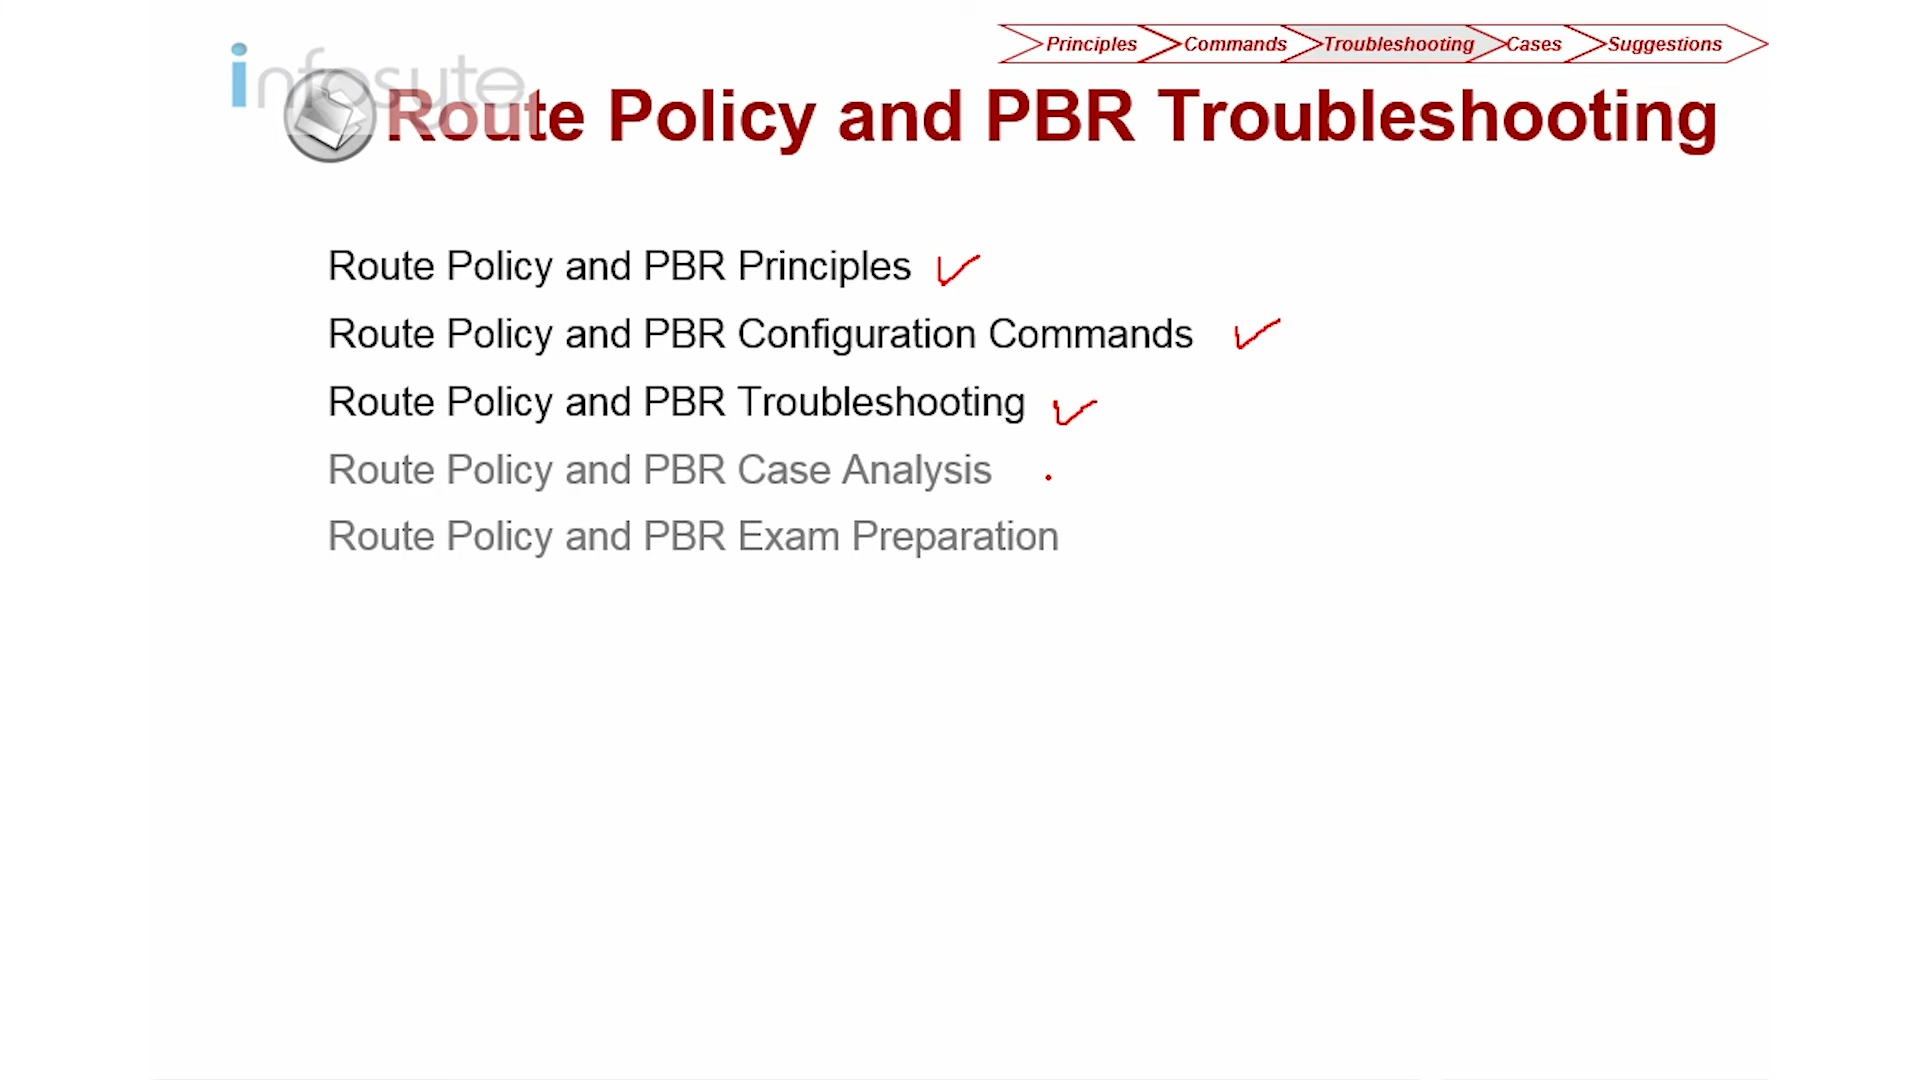 Principles Commands Troubleshooting Cases Suggestions
infosyte
Route Policy and PBR Troubleshooting
Route Policy and PBR Principles
Route Policy and PBR Configuration Commands
Route Policy and PBR Troubleshooting
Route Policy and PBR Case Analysis
Route Policy and PBR Exam Preparation